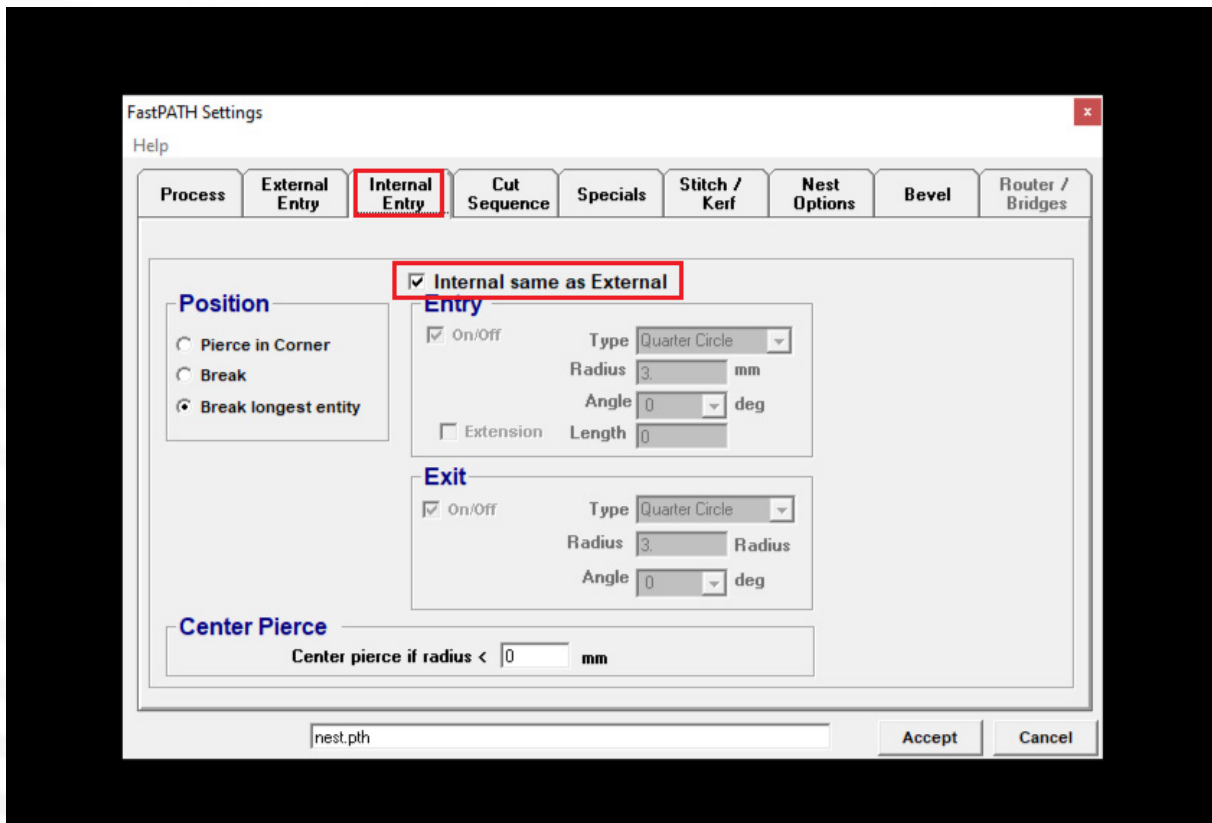 FastPATH Settings
x
Help
Process
External
Entry
Internal
Entry
Cut
Sequence
Specials
Stitch /
Kerf
Nest
Options
Bevel
Router /
Bridges
Internal same as External
Position
Pierce in Corner
Break
Break longest entity
Entry
On/Off
Type Quarter Circle
Radius 3. mm
Angle 0 deg
Extension Length 0
Exit
On/Off
Type Quarter Circle
Radius 3. Radius
Angle 0 deg
Center Pierce
Center pierce if radius < 0 mm
nest.pth
Accept
Cancel